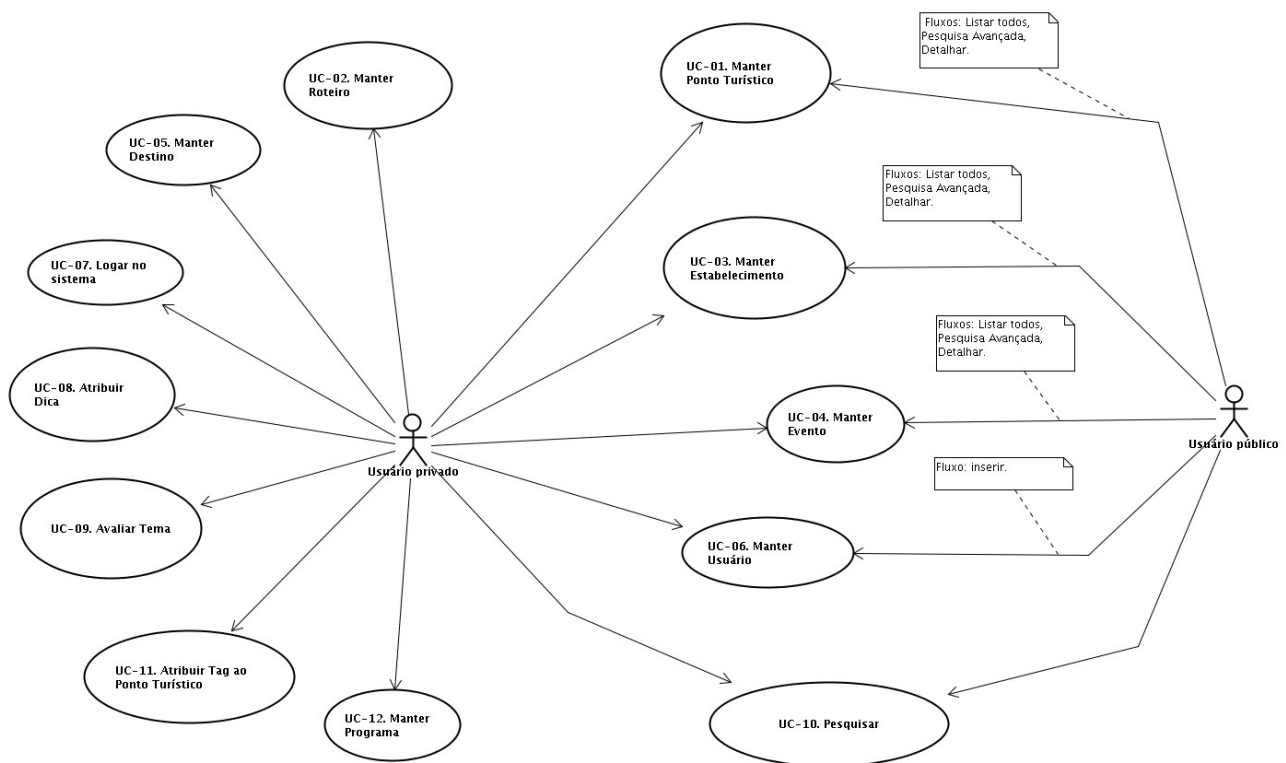 Fluxos: Listar todos,
Pesquisa Avançada,
Detalhar.
UC-02. Manter
Roteiro
UC-01. Manter
Ponto Turístico
UC-05. Manter
Destino
Fluxos: Listar todos,
Pesquisa Avançada,
Detalhar.
UC-07. Logar no
sistema
UC-03. Manter
Estabelecimento
Fluxos: Listar todos,
Pesquisa Avançada,
Detalhar.
UC-08. Atribuir
Dica
UC-04. Manter
Evento
Usuário público
Usuário privado
Fluxo: inserir.
UC-09. Avaliar Tema
UC-06. Manter
Usuário
UC-11. Atribuir Tag ao
Ponto Turístico
UC-12. Manter
Programa
UC-10. Pesquisar